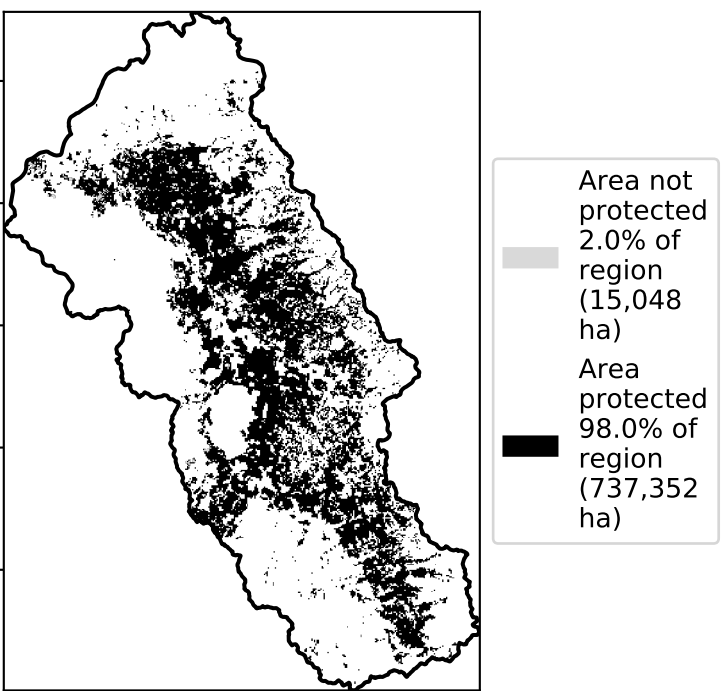 Area not
protected
2.0% of
region
(15,048
ha)
Area
protected
98.0% of
region
(737,352
ha)